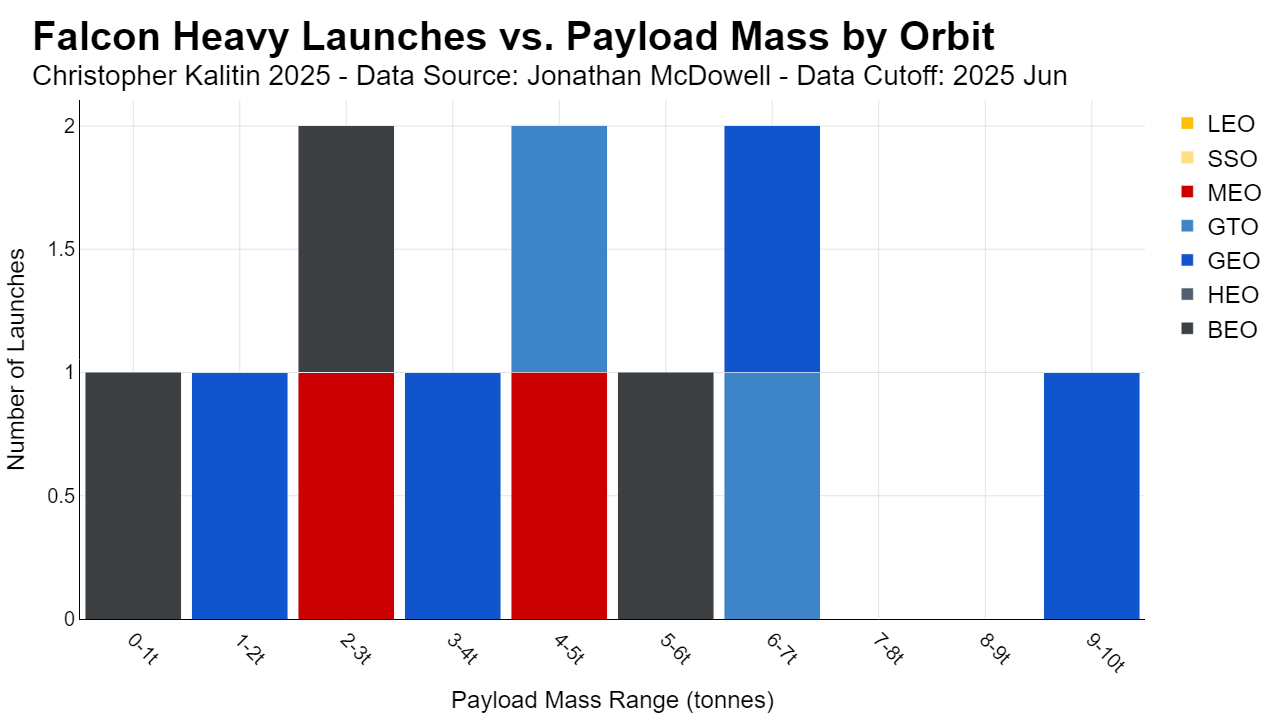 Falcon Heavy Launches vs. Payload Mass by Orbit
Christopher Kalitin 2025 - Data Source: Jonathan McDowell - Data Cutoff: 2025 Jun
LEO
SSO
MEO
GTO
GEO
HEO
BEO
Number of Launches
2
1.5
1
0.5
0
0-1t
1-2t
2-3t
3-4t
4-5t
5-6t
6-7t
7-8t
8-9t
9-10t
Payload Mass Range (tonnes)